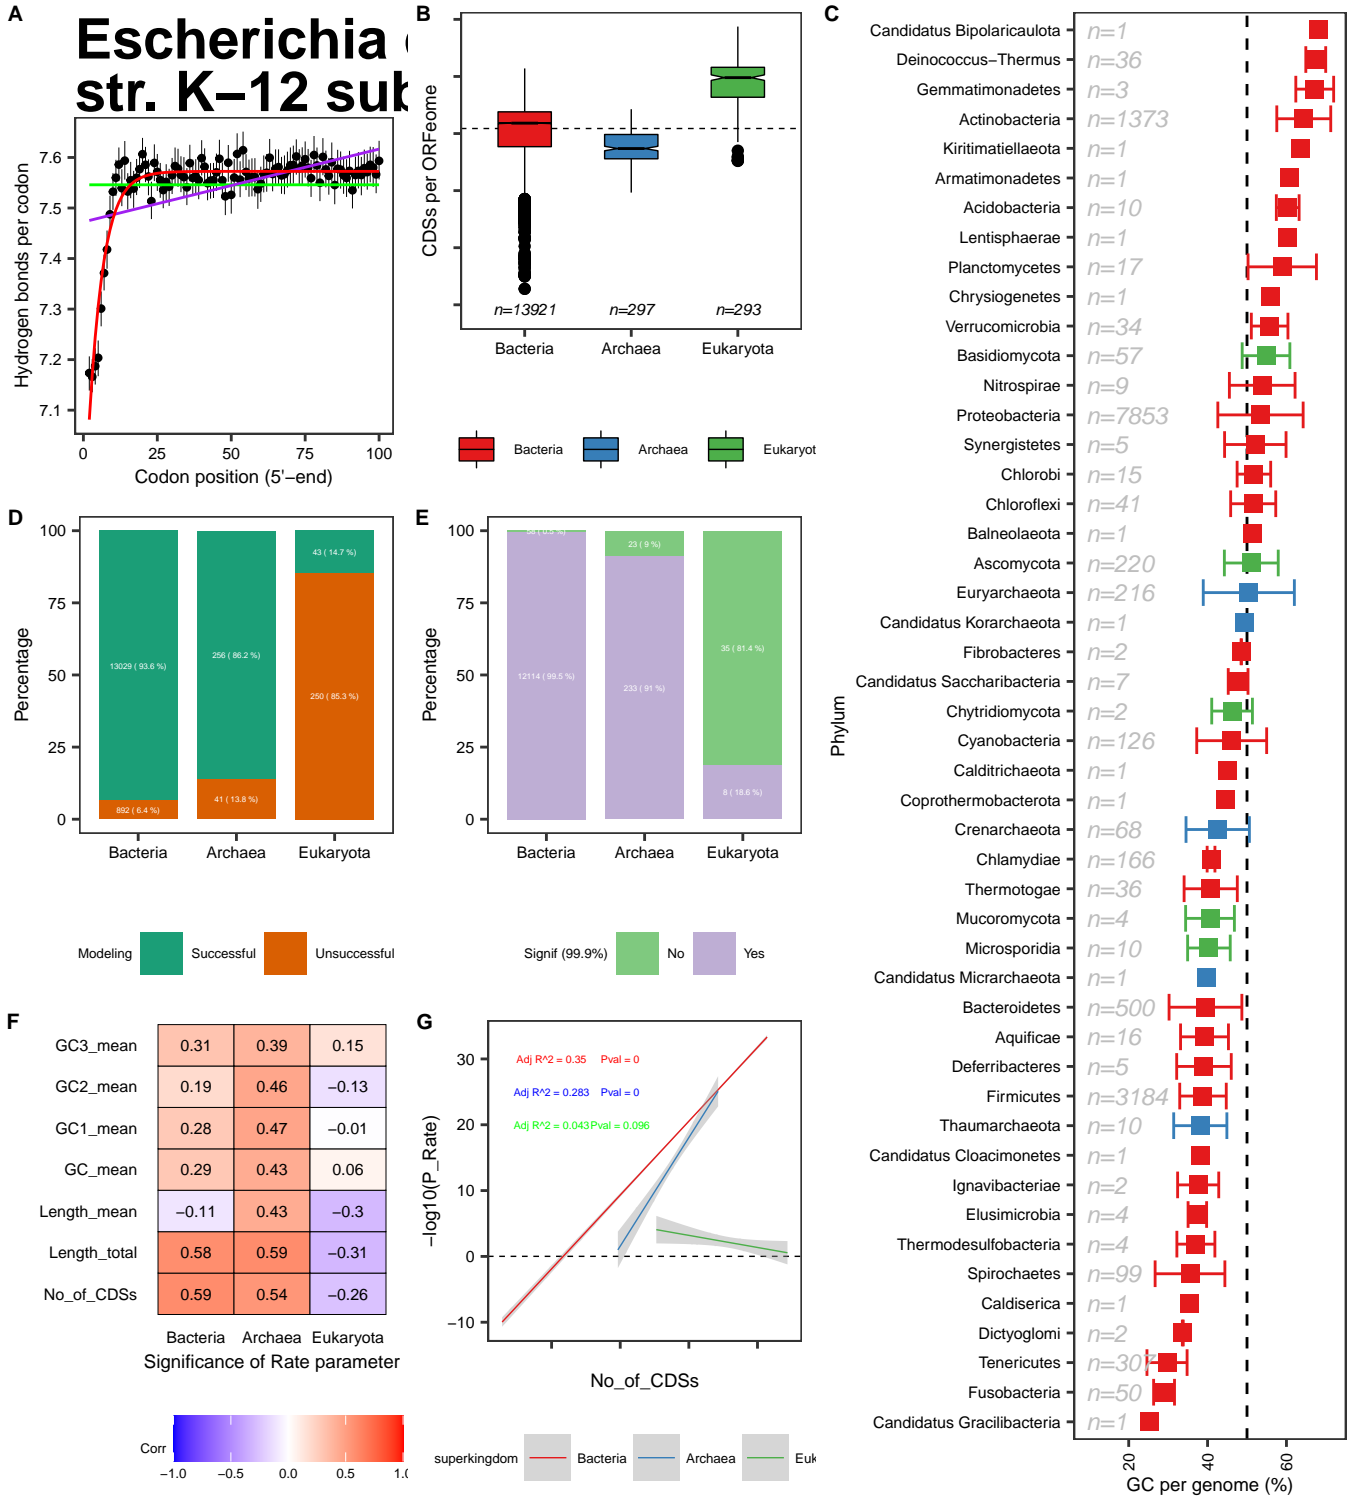 A
Escherichia
str. K–12 sub
Hydrogen bonds per codon
7.6
7.5
7.4
7.3
7.2
7.1
0
25
50
75
100
Codon position (5'–end)
B
CDSs per ORFeome
n=13921
n=297
n=293
Bacteria
Archaea
Eukaryota
Bacteria
Archaea
Eukaryot
C
Phylum
Candidatus Bipolaricaulota n=1
Deinococcus–Thermus n=36
Gemmatimonadetes n=3
Actinobacteria n=1373
Kiritimatiellaeota n=1
Armatimonadetes n=1
Acidobacteria n=10
Lentisphaerae n=1
Planctomycetes n=17
Chrysiogenetes n=1
Verrucomicrobia n=34
Basidiomycota n=57
Nitrospirae n=9
Proteobacteria n=7853
Synergistetes n=5
Chlorobi n=15
Chloroflexi n=41
Balneolaeota n=1
Ascomycota n=220
Euryarchaeota n=216
Candidatus Korarchaeota n=1
Fibrobacteres n=2
Candidatus Saccharibacteria n=7
Chytridiomycota n=2
Cyanobacteria n=126
Calditrichaeota n=1
Coprothermobacterota n=1
Crenarchaeota n=68
Chlamydiae n=166
Thermotogae n=36
Mucoromycota n=4
Microsporidia n=10
Candidatus Micrarchaeota n=1
Bacteroidetes n=500
Aquificae n=16
Deferribacteres n=5
Firmicutes n=3184
Thaumarchaeota n=10
Candidatus Cloacimonetes n=1
Ignavibacteriae n=2
Elusimicrobia n=4
Thermodesulfobacteria n=4
Spirochaetes n=99
Caldiserica n=1
Dictyoglomi n=2
Tenericutes n=307
Fusobacteria n=50
Candidatus Gracilibacteria n=1
20
40
60
GC per genome (%)
D
Percentage
100
75
50
25
0
13029 ( 93.6 %)
892 ( 6.4 %)
256 ( 86.2 %)
41 ( 13.8 %)
43 ( 14.7 %)
250 ( 85.3 %)
Bacteria
Archaea
Eukaryota
Modeling
Successful
Unsuccessful
E
Percentage
100
75
50
25
0
12114 ( 99.5 %)
23 ( 9 %)
233 ( 91 %)
35 ( 81.4 %)
8 ( 18.6 %)
Bacteria
Archaea
Eukaryota
Signif (99.9%)
No
Yes
F
GC3_mean 0.31 0.39 0.15
GC2_mean 0.19 0.46 −0.13
GC1_mean 0.28 0.47 −0.01
GC_mean 0.29 0.43 0.06
Length_mean −0.11 0.43 −0.3
Length_total 0.58 0.59 −0.31
No_of_CDSs 0.59 0.54 −0.26
Bacteria
Archaea
Eukaryota
Significance of Rate parameter
Corr
−1.0
−0.5
0.0
0.5
1.0
G
−log10(P_Rate)
30
20
10
0
−10
Adj R^2 = 0.35 Pval = 0
Adj R^2 = 0.283 Pval = 0
Adj R^2 = 0.043 Pval = 0.096
No_of_CDSs
superkingdom
Bacteria
Archaea
Euk